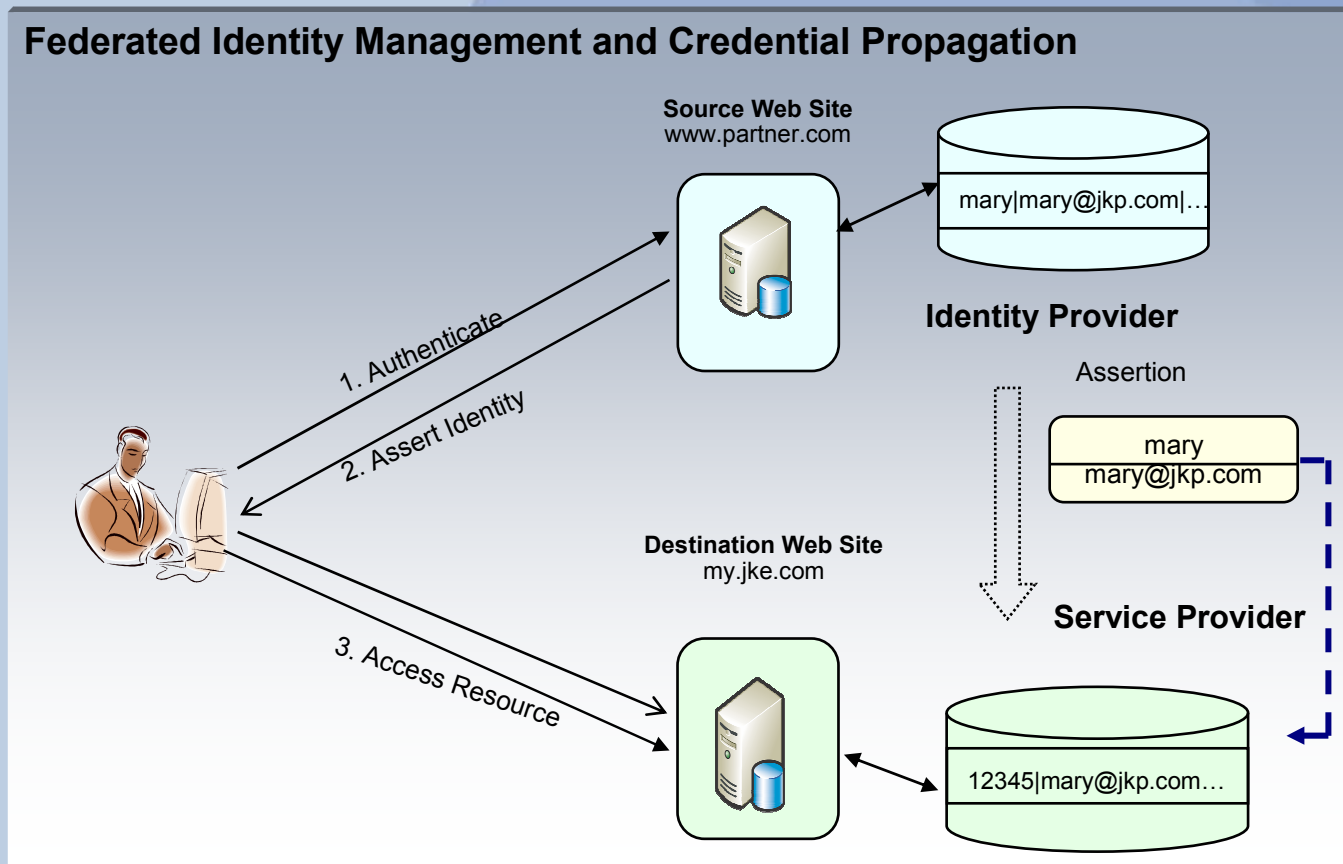 Federated Identity Management and Credential Propagation
Source Web Site
www.partner.com
mary|mary@jkp.com|…
Identity Provider
1. Authenticate
2. Assert Identity
Assertion
mary
mary@jkp.com
Destination Web Site
my.jke.com
Service Provider
3. Access Resource
12345|mary@jkp.com…